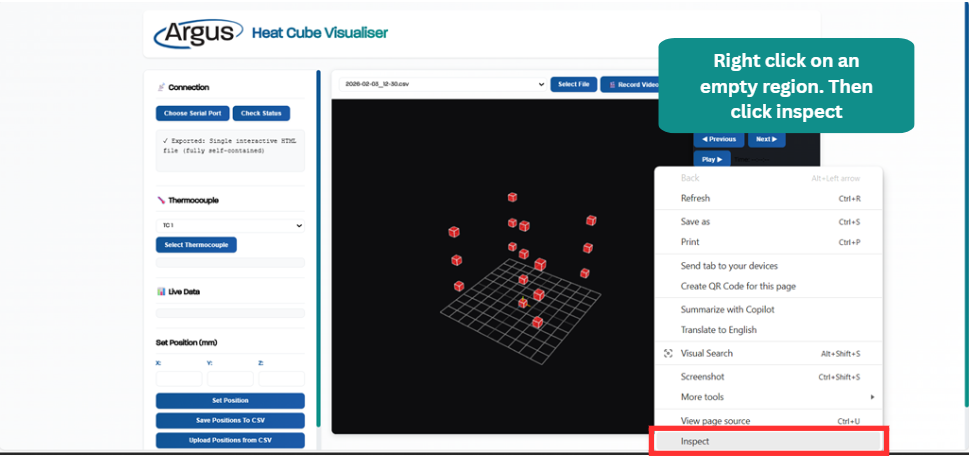 Argus
Heat Cube Visualiser
Connection
Choose Serial Port
Check Status
✓ Exported: Single interactive HTML
file (fully self-contained)
Thermocouple
TC 1
Select Thermocouple
Live Data
Set Position (mm)
X:
Y:
Z:
Set Position
Save Positions To CSV
Upload Positions from CSV
2026-02-03_12-30.csv
Select File
Record Video
Right click on an
empty region. Then
click inspect
◀ Previous
Next ▶
Play ▶
Back Alt+Left arrow
Refresh Ctrl+R
Save as Ctrl+S
Print Ctrl+P
Send tab to your devices
Create QR Code for this page
Summarize with Copilot
Translate to English
Visual Search Alt+Shift+S
Screenshot Ctrl+Shift+S
More tools
View page source Ctrl+U
Inspect